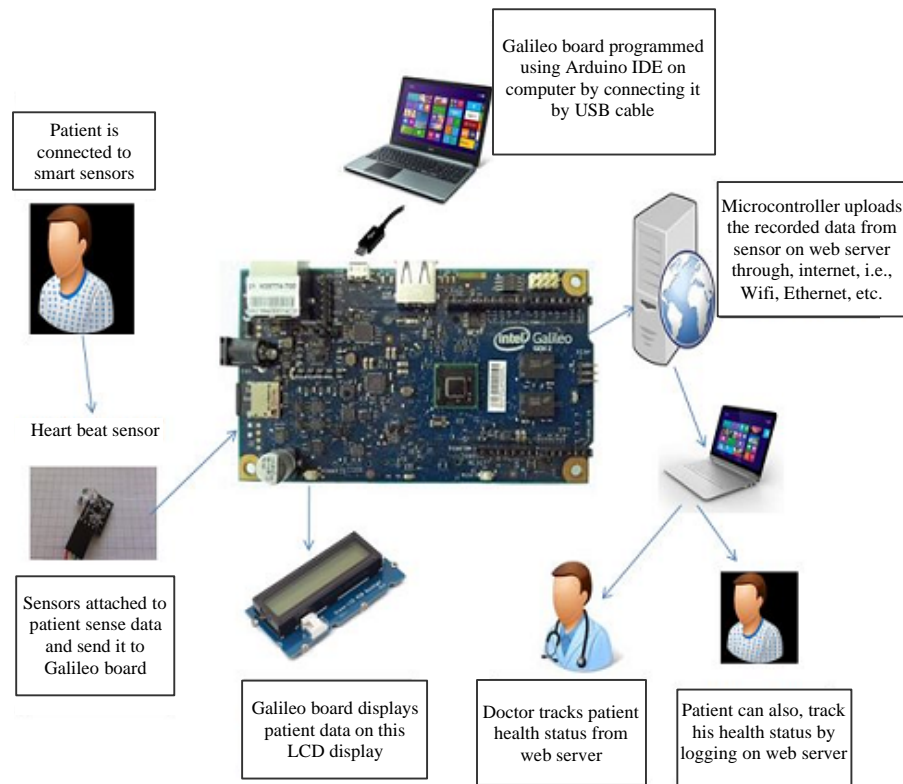 Galileo board programmed
using Arduino IDE on
computer by connecting it
by USB cable
Patient is
connected to
smart sensors
Microcontroller uploads
the recorded data from
sensor on web server
through, internet, i.e.,
Wifi, Ethernet, etc.
intel Galileo
Heart beat sensor
Sensors attached to
patient sense data
and send it to
Galileo board
Galileo board displays
patient data on this
LCD display
Doctor tracks patient
health status from
web server
Patient can also, track
his health status by
logging on web server